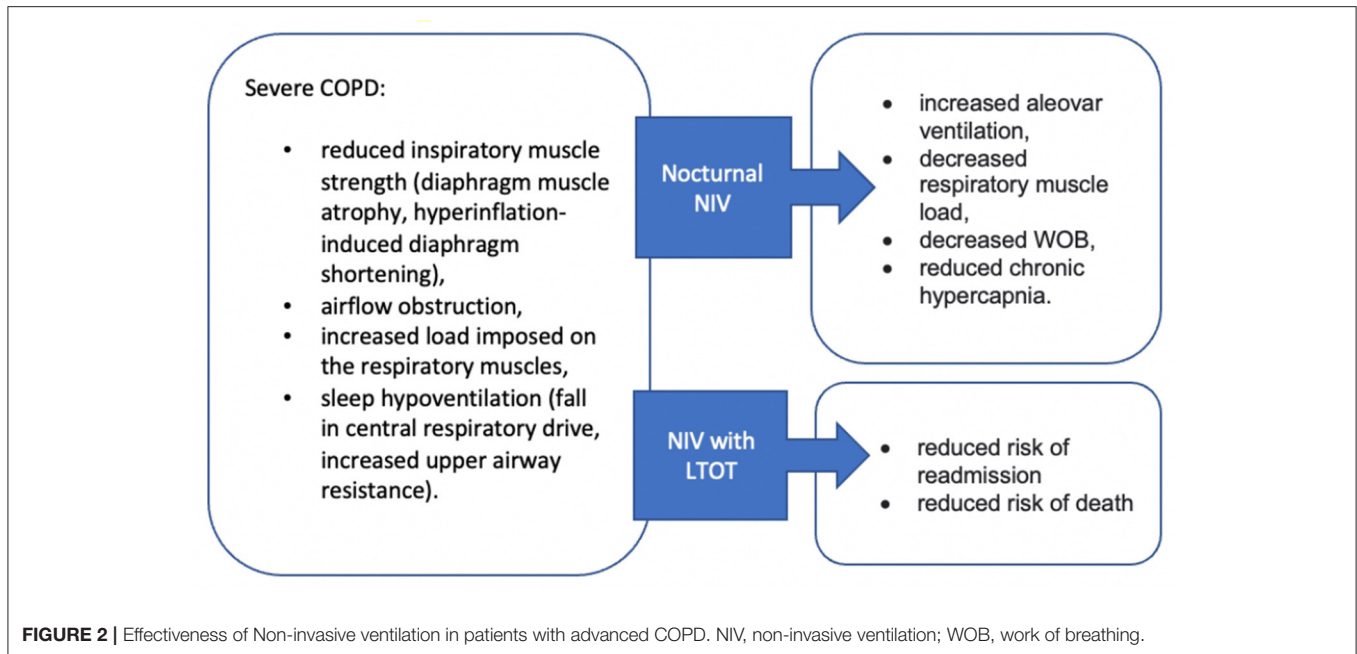 Severe COPD:
• reduced inspiratory muscle
strength (diaphragm muscle
atrophy, hyperinflation-
induced diaphragm
shortening),
• airflow obstruction,
• increased load imposed on
the respiratory muscles,
• sleep hypoventilation (fall
in central respiratory drive,
increased upper airway
resistance).
Nocturnal
NIV
• increased aleovar
ventilation,
• decreased
respiratory muscle
load,
• decreased WOB,
• reduced chronic
hypercapnia.
NIV with
LTOT
• reduced risk of
readmission
• reduced risk of death
FIGURE 2 | Effectiveness of Non-invasive ventilation in patients with advanced COPD. NIV, non-invasive ventilation; WOB, work of breathing.